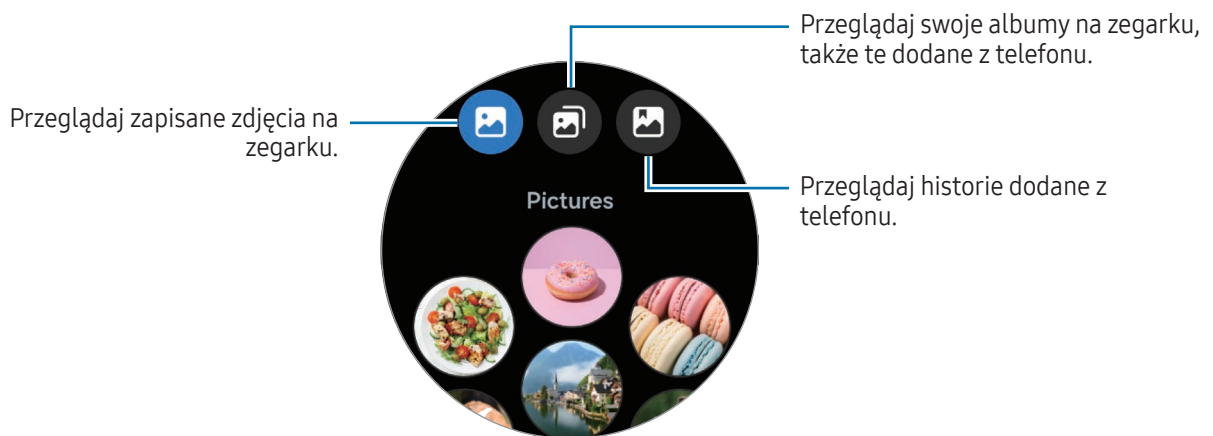 Przeglądaj swoje albumy na zegarku,
także te dodane z telefonu.
Przeglądaj zapisane zdjęcia na
zegarku.
Przeglądaj historie dodane z
telefonu.
Pictures